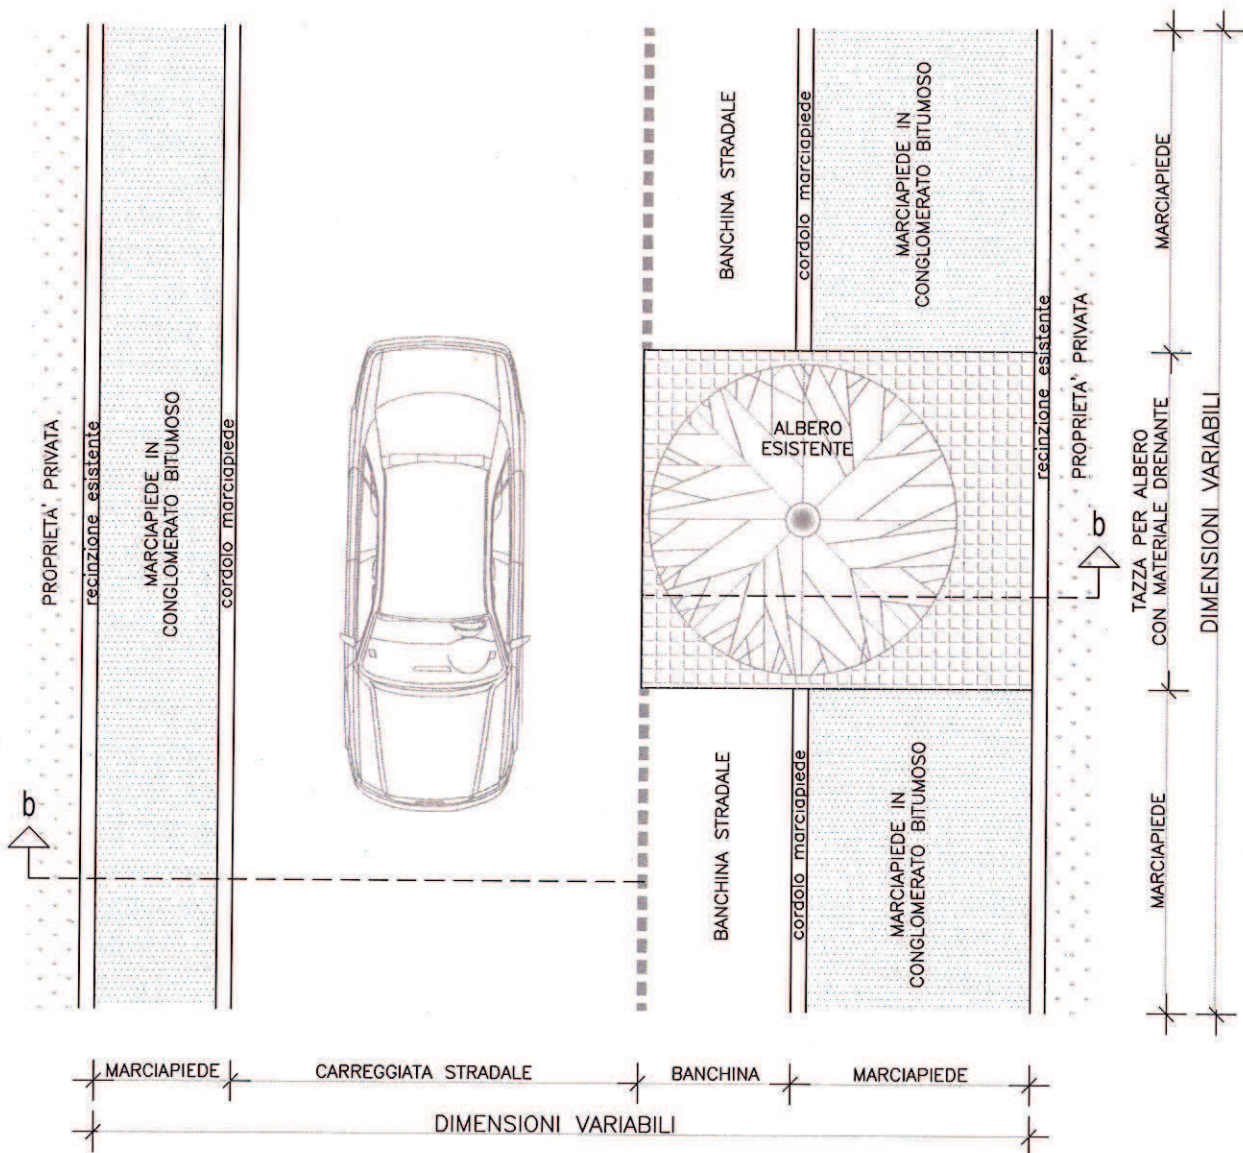 PROPRIETA' PRIVATA
recinzione esistente
MARCIAPIEDE IN
CONGLOMERATO BITUMOSO
cordolo marciapiede
BANCHINA STRADALE
cordolo marciapiede
MARCIAPIEDE IN
CONGLOMERATO BITUMOSO
recinzione esistente
PROPRIETA' PRIVATA
MARCIAPIEDE
ALBERO
ESISTENTE
TAZZA PER ALBERO
CON MATERIALE DRENANTE
DIMENSIONI VARIABILI
b
b
BANCHINA STRADALE
cordolo marciapiede
MARCIAPIEDE IN
CONGLOMERATO BITUMOSO
MARCIAPIEDE
MARCIAPIEDE
CARREGGIATA STRADALE
BANCHINA
MARCIAPIEDE
DIMENSIONI VARIABILI